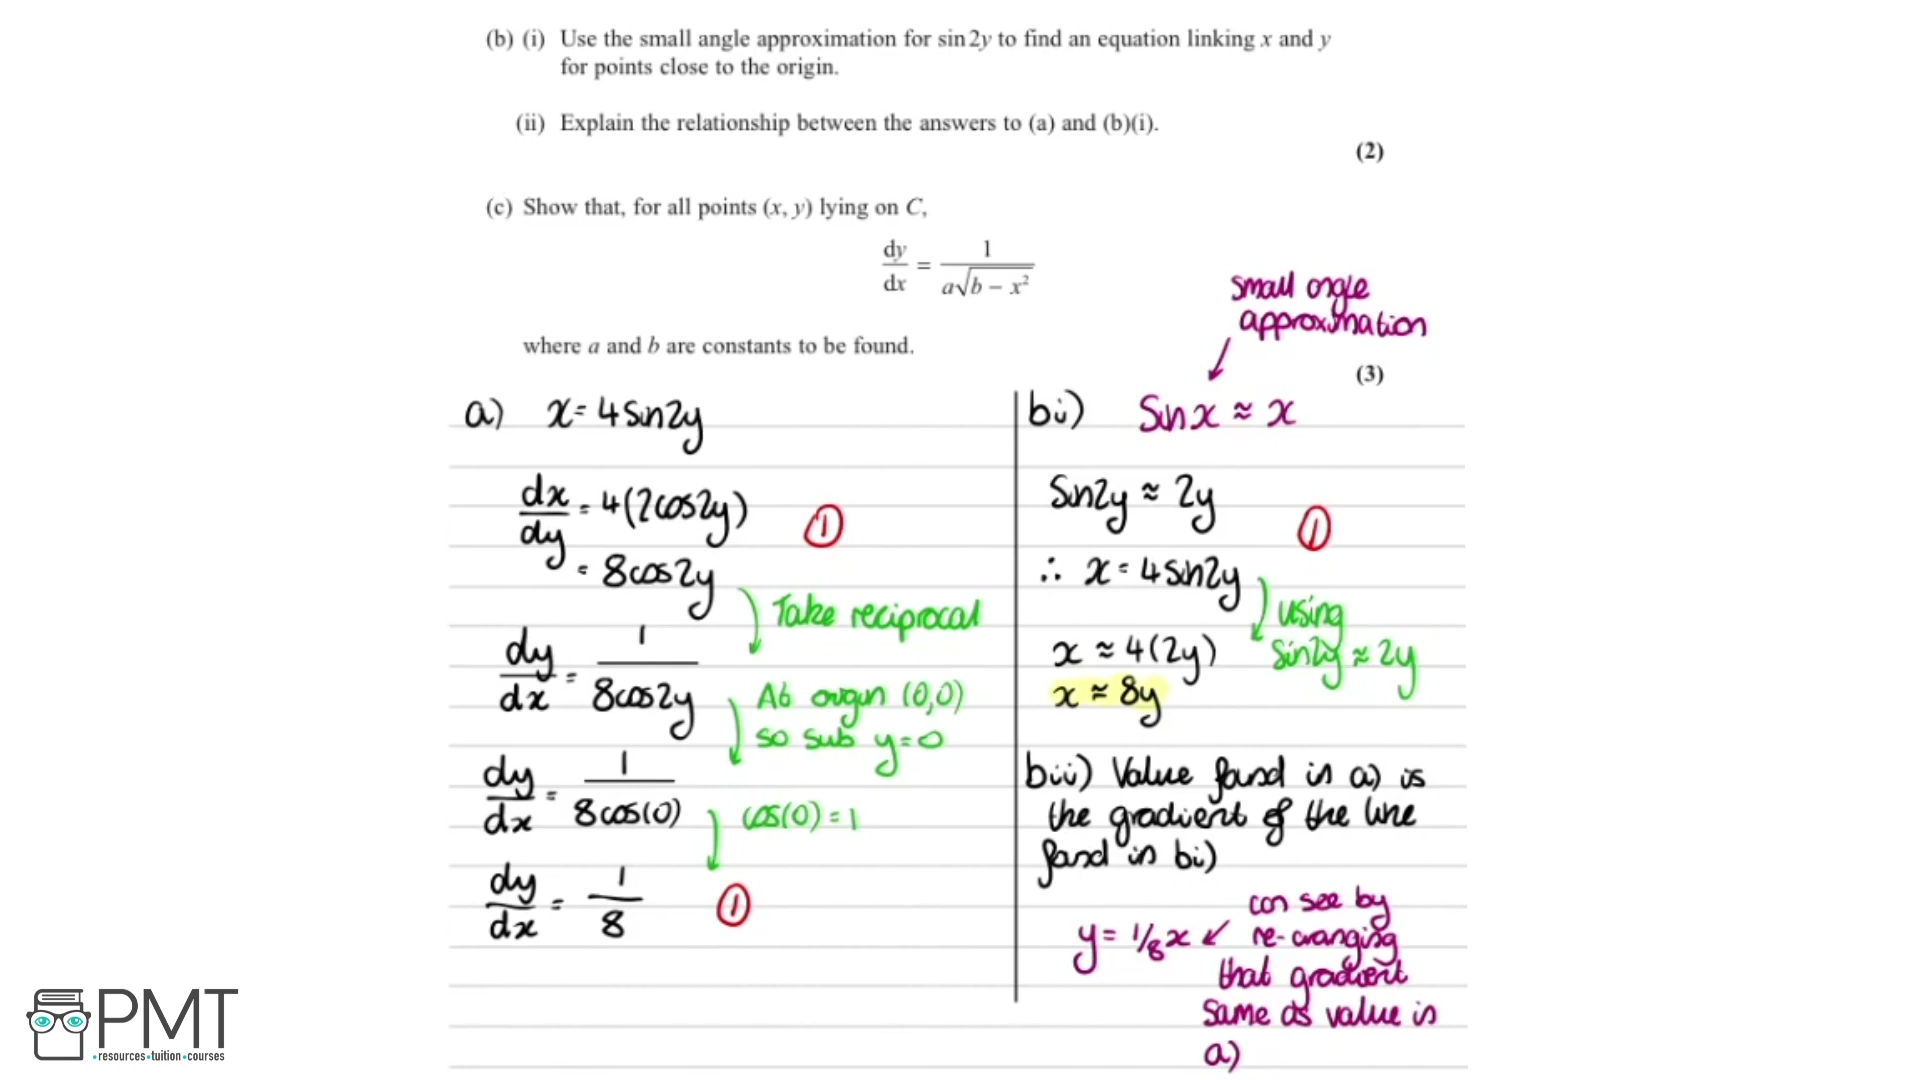 (b) (i) Use the small angle approximation for sin 2y to find an equation linking x and y
for points close to the origin.
(ii) Explain the relationship between the answers to (a) and (b)(i).
(2)
(c) Show that, for all points (x, y) lying on C,
dy/dx = 1/(a√(b − x²))
where a and b are constants to be found.
(3)
a) x = 4sin2y
dx/dy = 4(2cos2y) ①
= 8cos2y
Take reciprocal
dy/dx = 1/(8cos2y)
At origin (0,0)
so sub y=0
dy/dx = 1/(8cos(0))
cos(0) = 1
dy/dx = 1/8 ①
small angle
approximation
bi) Sinx ≈ x
Sin2y ≈ 2y ①
∴ x = 4sin2y
using
sin2y ≈ 2y
x ≈ 4(2y)
x ≈ 8y
bii) Value found in a) is
the gradient of the line
found in bi)
y = 1/8x ↙ can see by
re-arranging
that gradient
same as value in
a)
PMT
•resources•tuition•courses